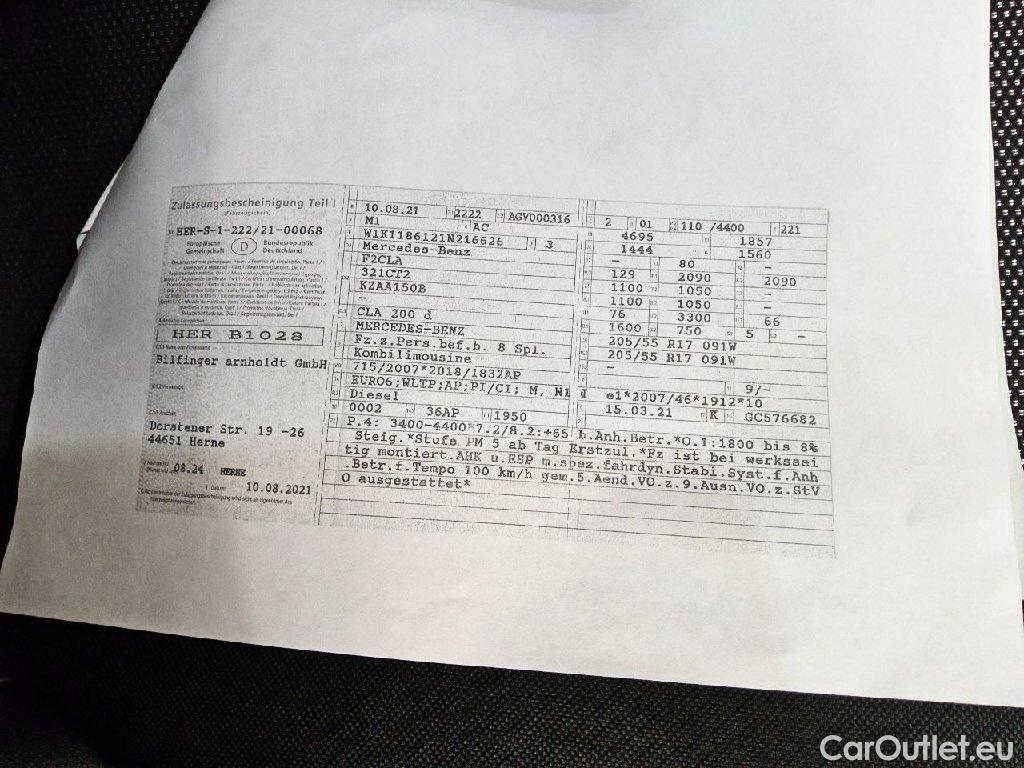 Zulassungsbescheinigung Teil I
(Fahrzeugschein)
HER-S-1-222/21-00068
Europäische Gemeinschaft D Bundesrepublik Deutschland
HER B1028
Bilfinger arnholdt GmbH
Dorstener Str. 19 -26
44651 Herne
08.24 HERNE
10.08.2021
10.08.21 2222 AGV000316
M1 AC
W1K1186121N216626 3
Mercedes-Benz
F2CLA
321CT2
KZAA150B
–
CLA 200 d
MERCEDES-BENZ
Fz.z.Pers.bef.b. 8 Spl.
Kombilimousine
715/2007*2018/1832AP
EURO6;WLTP;AP;PI/CI; M, N1
Diesel
0002 36AP 1950
2 01 110 /4400 221
4695 1857
1444 1560
– 80 –
129 2090 2090
1100 1050
1100 1050
76 3300 66
1600 750 5 –
205/55 R17 091W
205/55 R17 091W
–
9/–
e1*2007/46*1912*10
15.03.21 K GC576682
P.4: 3400-4400*7.2/8.2:+65 b.Anh.Betr.*O.1:1800 bis 8%
Steig.*Stufe PM 5 ab Tag Erstzul.*Fz ist bei werkssei
tig montiert.AHK u.ESP m.spez.fahrdyn.Stabl.Syst.f.Anh
.Betr.f.Tempo 100 km/h gem.5.Aend.VO.z.9.Ausn.VO.z.StV
O ausgestattet*
CarOutlet.eu